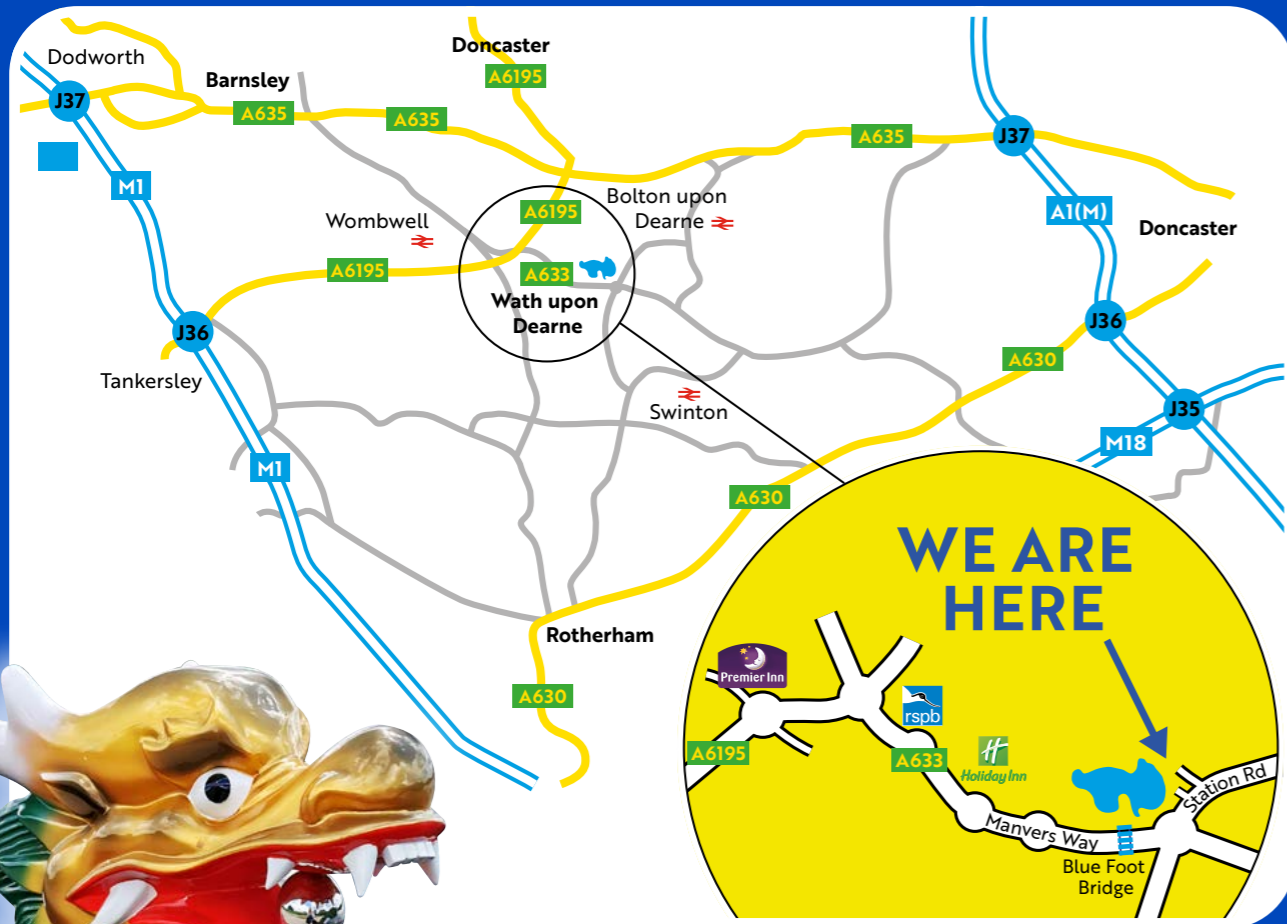 Dodworth
Doncaster
A6195
Barnsley
J37
A635
A635
A635
J37
M1
A6195
Bolton upon
Dearne
A1(M)
Wombwell
Doncaster
A6195
A633
Wath upon
Dearne
J36
J36
Tankersley
A630
Swinton
J35
M18
M1
A630
WE ARE
HERE
Rotherham
Premier Inn
A630
rspb
A6195
A633
H
Holiday Inn
Station Rd
Manvers Way
Blue Foot
Bridge